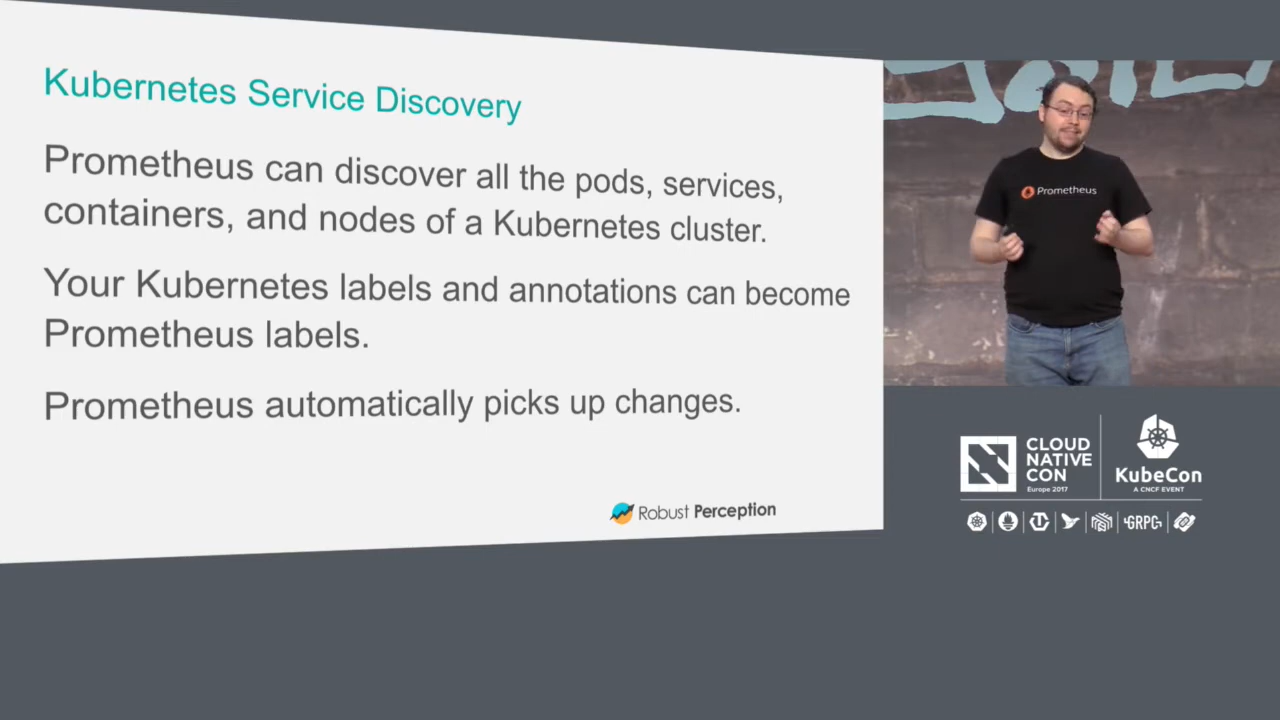 Kubernetes Service Discovery
Prometheus can discover all the pods, services,
containers, and nodes of a Kubernetes cluster.
Your Kubernetes labels and annotations can become
Prometheus labels.
Prometheus automatically picks up changes.
Robust Perception
Prometheus
CLOUD
NATIVE
CON
Europe 2017
KubeCon
A CNCF EVENT
GRPC